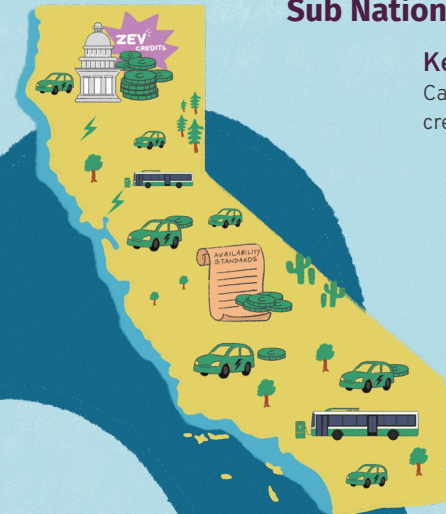 Sub Nation
Ke
Ca
cre
ZEV
CREDITS
AVAILABILITY
STANDARDS